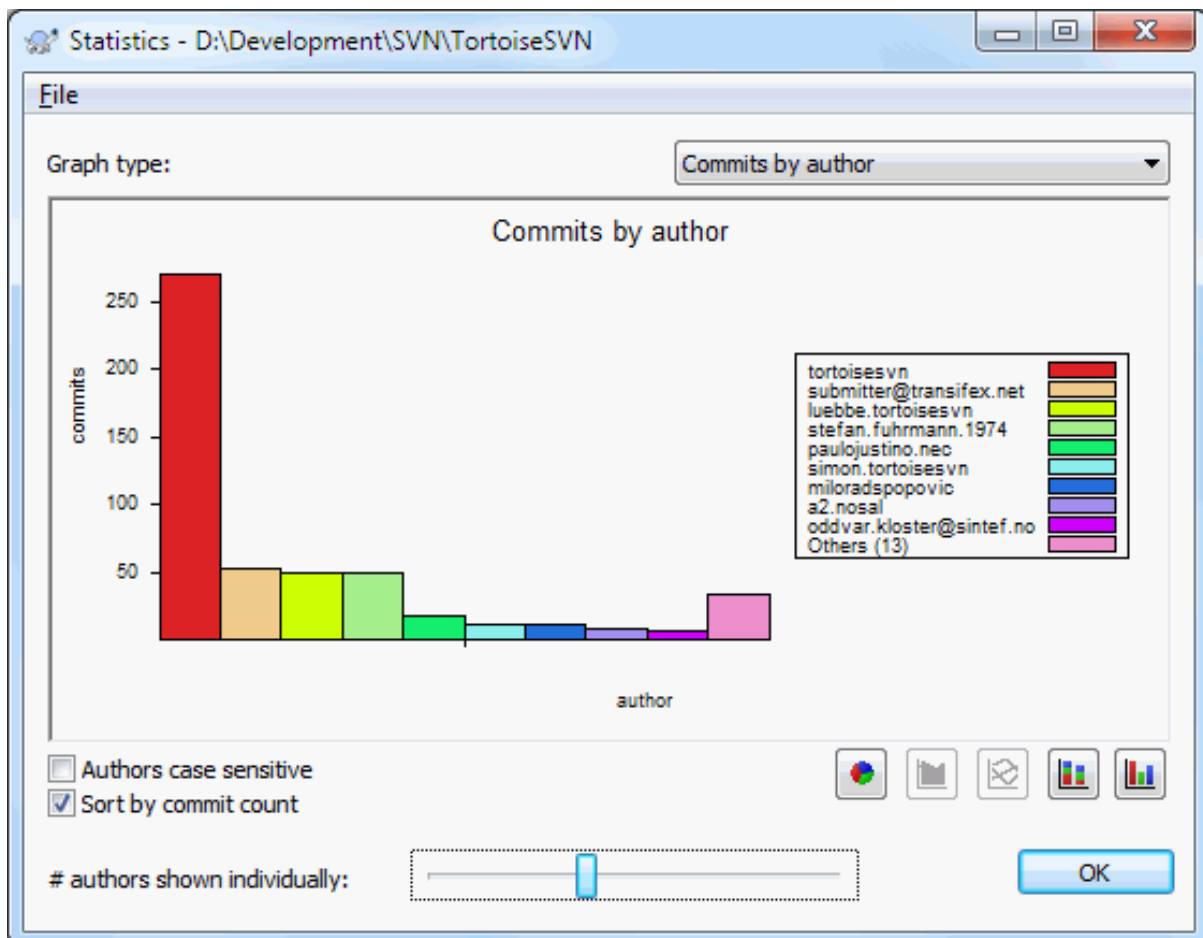 Statistics - D:\Development\SVN\TortoiseSVN
File
Graph type:
Commits by author
Commits by author
250
200
150
100
50
commits
author
tortoisesvn
submitter@transifex.net
luebbe.tortoisesvn
stefan.fuhrmann.1974
paulojustino.nec
simon.tortoisesvn
miloradspopovic
a2.nosal
oddvar.kloster@sintef.no
Others (13)
Authors case sensitive
Sort by commit count
# authors shown individually:
OK